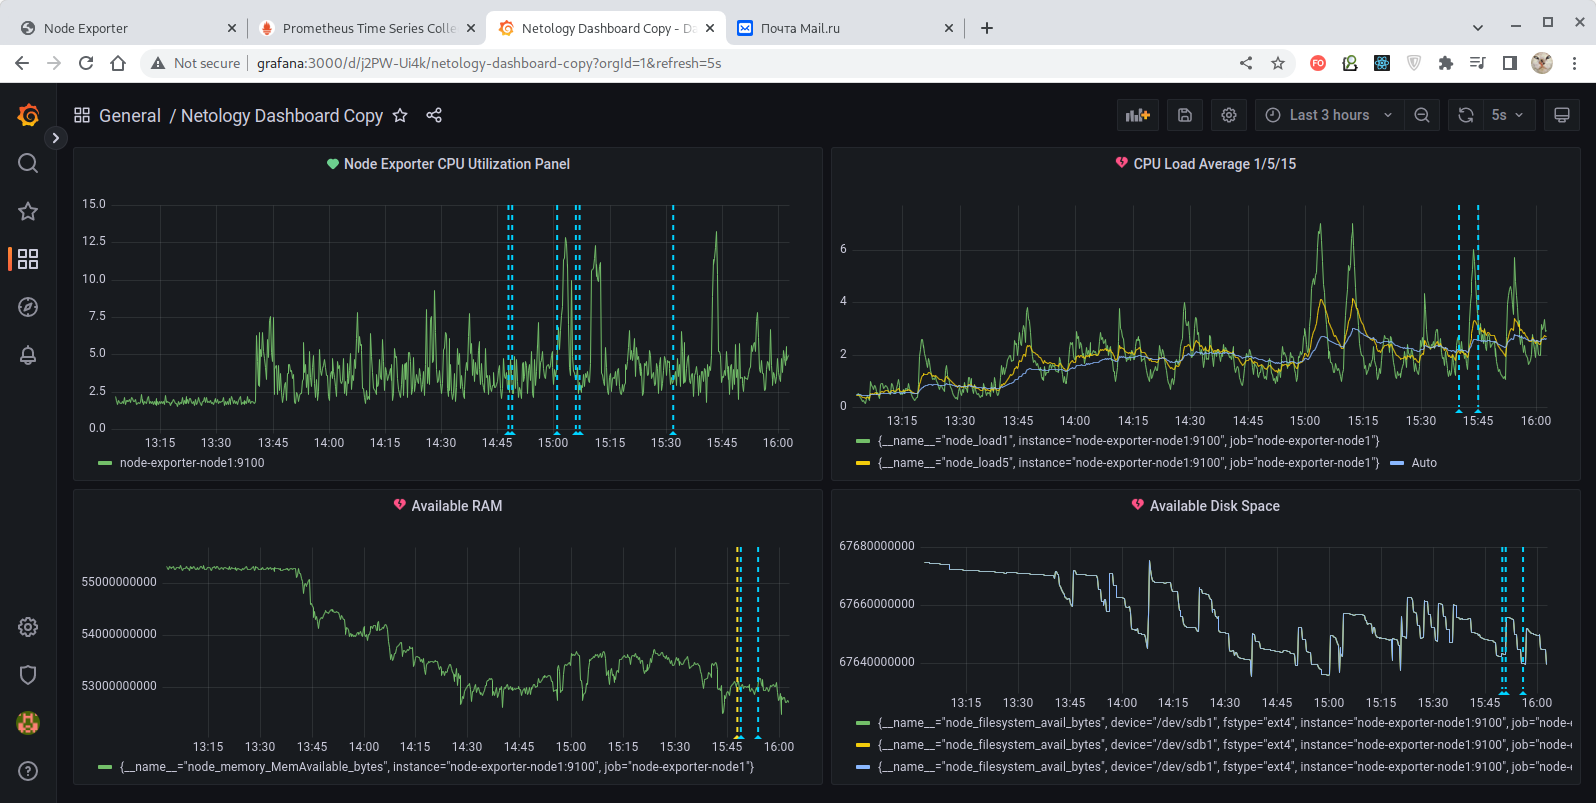 Node Exporter
Prometheus Time Series Colle
Netology Dashboard Copy - Da
Почта Mail.ru
Not secure
grafana:3000/d/j2PW-Ui4k/netology-dashboard-copy?orgId=1&refresh=5s
FO
General / Netology Dashboard Copy
Last 3 hours
5s
Node Exporter CPU Utilization Panel
15.0
12.5
10.0
7.5
5.0
2.5
0.0
13:15 13:30 13:45 14:00 14:15 14:30 14:45 15:00 15:15 15:30 15:45 16:00
node-exporter-node1:9100
CPU Load Average 1/5/15
6
4
2
0
13:15 13:30 13:45 14:00 14:15 14:30 14:45 15:00 15:15 15:30 15:45 16:00
{__name__="node_load1", instance="node-exporter-node1:9100", job="node-exporter-node1"}
{__name__="node_load5", instance="node-exporter-node1:9100", job="node-exporter-node1"} Auto
Available RAM
55000000000
54000000000
53000000000
13:15 13:30 13:45 14:00 14:15 14:30 14:45 15:00 15:15 15:30 15:45 16:00
{__name__="node_memory_MemAvailable_bytes", instance="node-exporter-node1:9100", job="node-exporter-node1"}
Available Disk Space
67680000000
67660000000
67640000000
13:15 13:30 13:45 14:00 14:15 14:30 14:45 15:00 15:15 15:30 15:45 16:00
{__name__="node_filesystem_avail_bytes", device="/dev/sdb1", fstype="ext4", instance="node-exporter-node1:9100", job="node-e
{__name__="node_filesystem_avail_bytes", device="/dev/sdb1", fstype="ext4", instance="node-exporter-node1:9100", job="node-e
{__name__="node_filesystem_avail_bytes", device="/dev/sdb1", fstype="ext4", instance="node-exporter-node1:9100", job="node-e